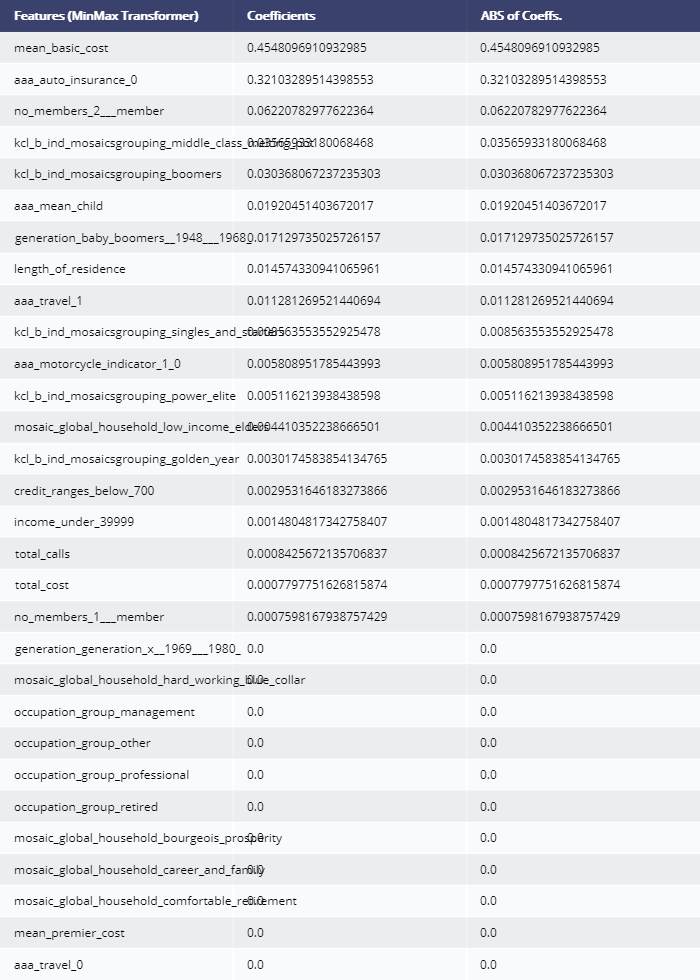 Features (MinMax Transformer) Coefficients ABS of Coeffs.
mean_basic_cost 0.4548096910932985 0.4548096910932985
aaa_auto_insurance_0 0.32103289514398553 0.32103289514398553
no_members_2___member 0.06220782977622364 0.06220782977622364
kcl_b_ind_mosaicsgrouping_middle_class_melting_pot 0.03565933180068468 0.03565933180068468
kcl_b_ind_mosaicsgrouping_boomers 0.030368067237235303 0.030368067237235303
aaa_mean_child 0.01920451403672017 0.01920451403672017
generation_baby_boomers__1948___1968_ 0.017129735025726157 0.017129735025726157
length_of_residence 0.014574330941065961 0.014574330941065961
aaa_travel_1 0.011281269521440694 0.011281269521440694
kcl_b_ind_mosaicsgrouping_singles_and_starters 0.008563553552925478 0.008563553552925478
aaa_motorcycle_indicator_1_0 0.005808951785443993 0.005808951785443993
kcl_b_ind_mosaicsgrouping_power_elite 0.005116213938438598 0.005116213938438598
mosaic_global_household_low_income_elders 0.004410352238666501 0.004410352238666501
kcl_b_ind_mosaicsgrouping_golden_year 0.0030174583854134765 0.0030174583854134765
credit_ranges_below_700 0.0029531646183273866 0.0029531646183273866
income_under_39999 0.0014804817342758407 0.0014804817342758407
total_calls 0.0008425672135706837 0.0008425672135706837
total_cost 0.0007797751626815874 0.0007797751626815874
no_members_1___member 0.0007598167938757429 0.0007598167938757429
generation_generation_x__1969___1980_ 0.0 0.0
mosaic_global_household_hard_working_blue_collar 0.0 0.0
occupation_group_management 0.0 0.0
occupation_group_other 0.0 0.0
occupation_group_professional 0.0 0.0
occupation_group_retired 0.0 0.0
mosaic_global_household_bourgeois_prosperity 0.0 0.0
mosaic_global_household_career_and_family 0.0 0.0
mosaic_global_household_comfortable_retirement 0.0 0.0
mean_premier_cost 0.0 0.0
aaa_travel_0 0.0 0.0